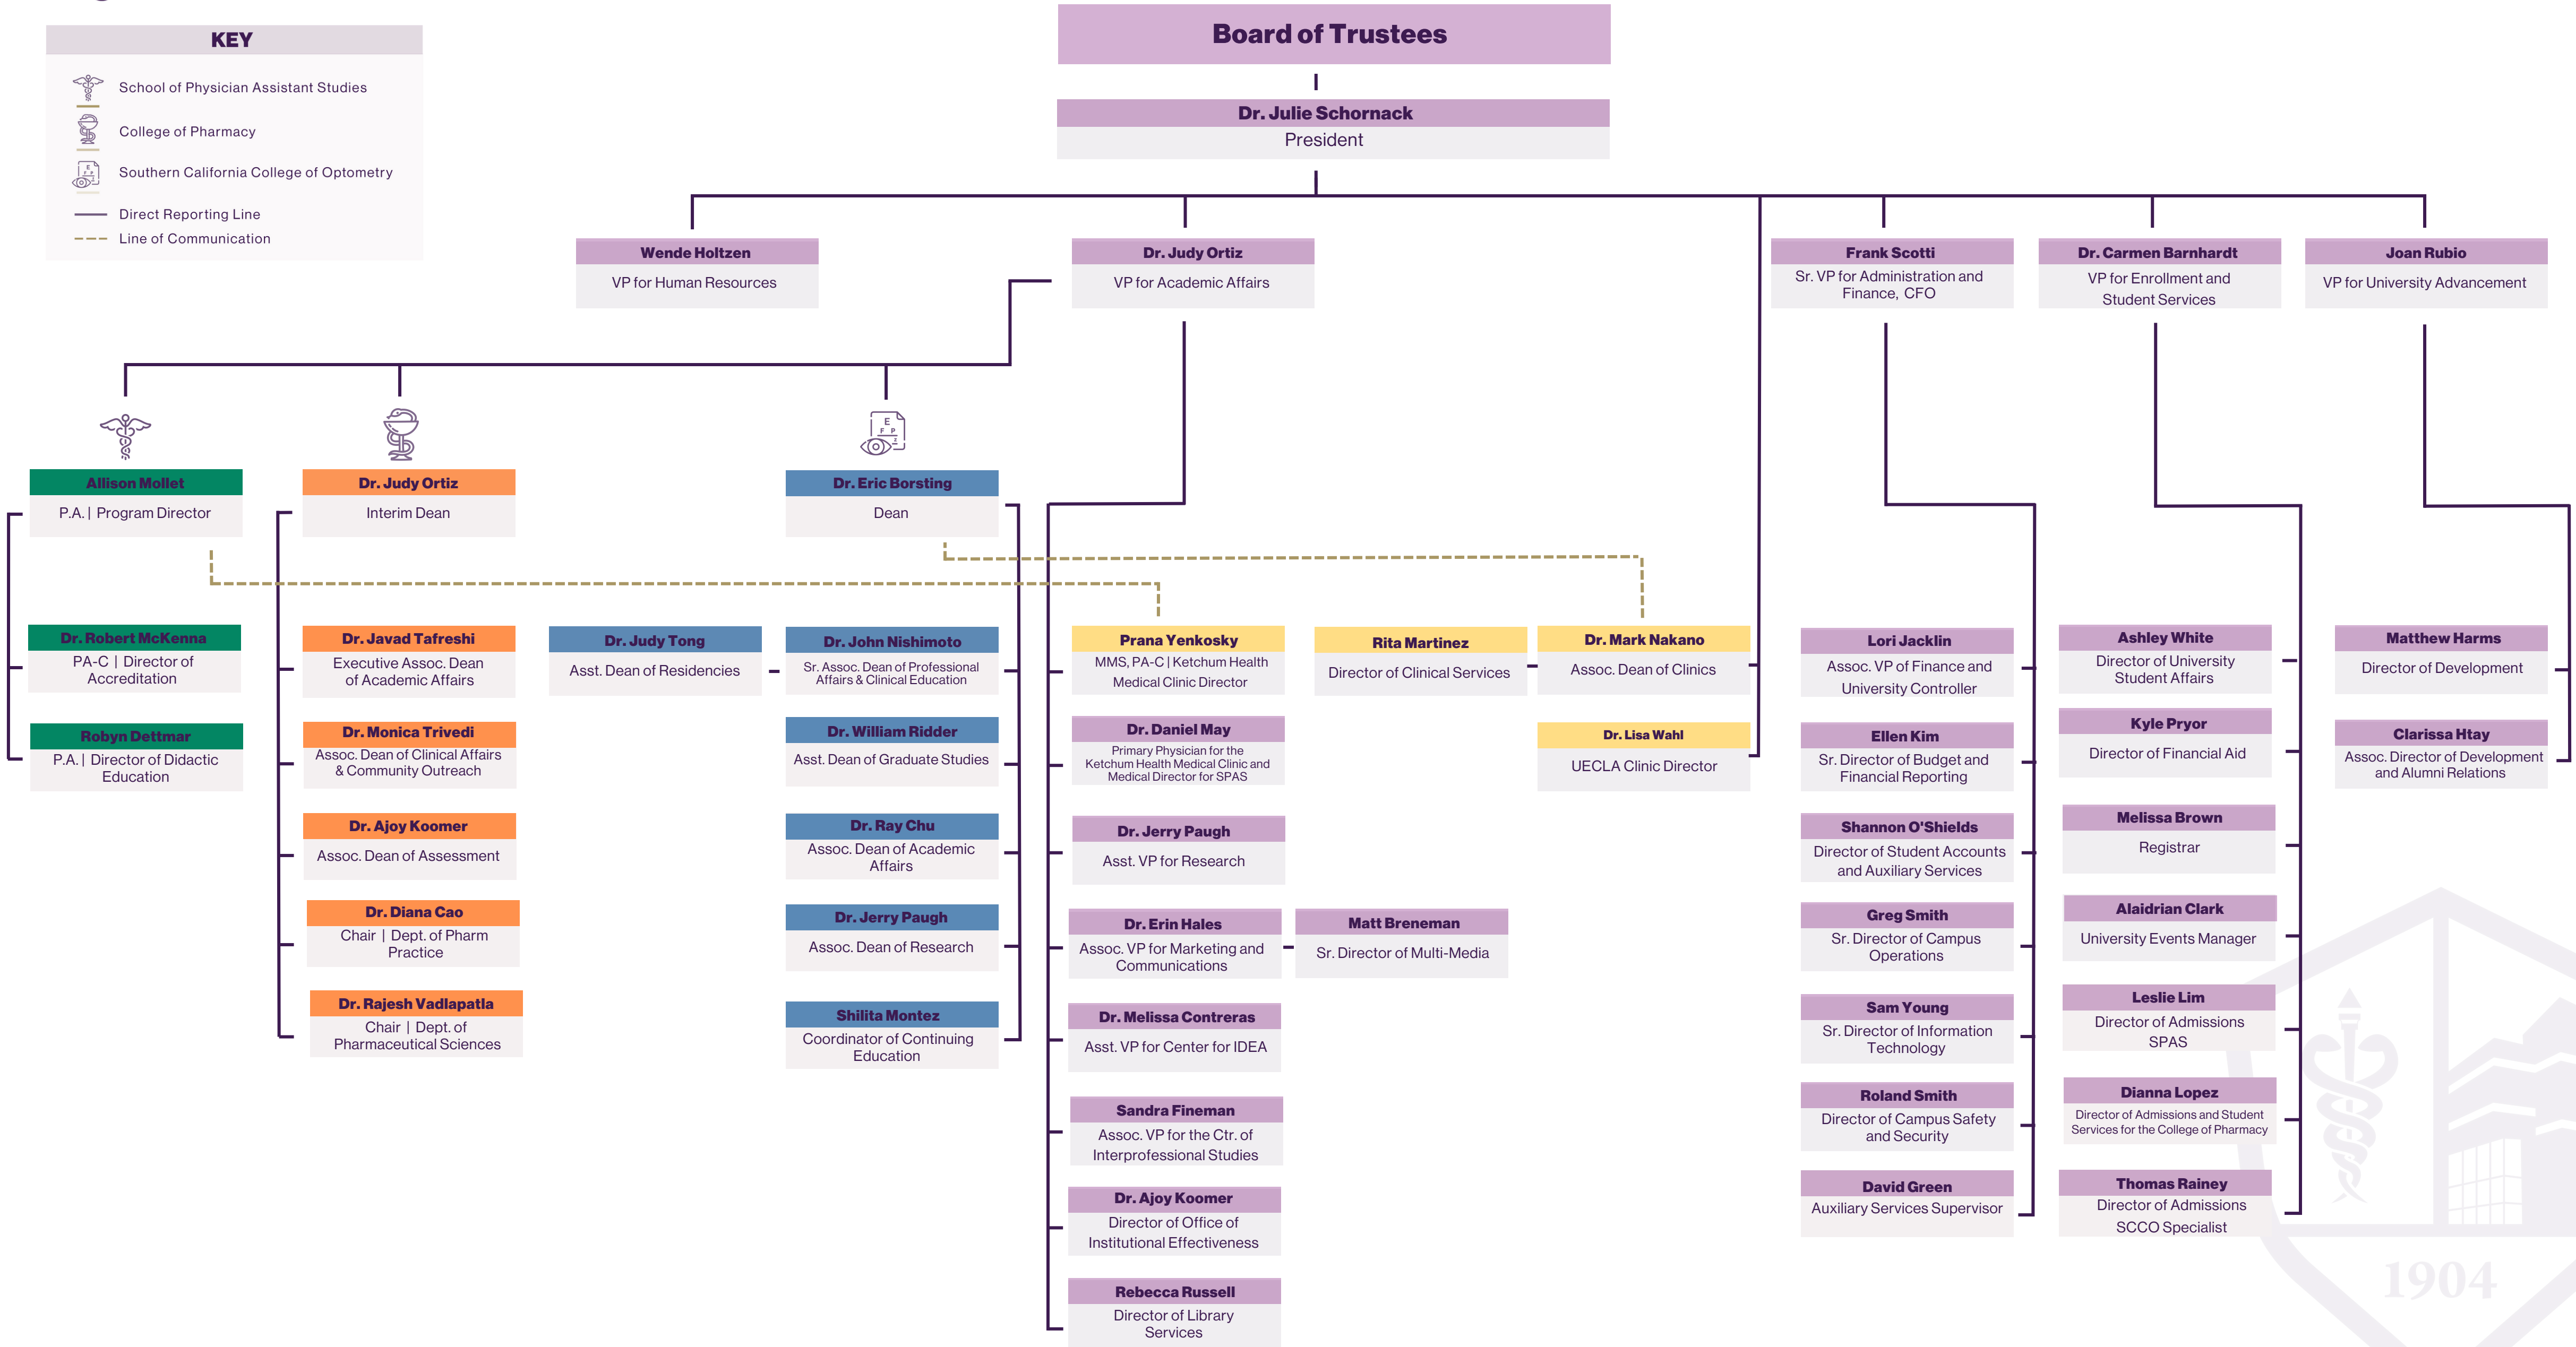 KEY
School of Physician Assistant Studies
College of Pharmacy
Southern California College of Optometry
Direct Reporting Line
Line of Communication
Board of Trustees
Dr. Julie Schornack
President
Wende Holtzen
VP for Human Resources
Dr. Judy Ortiz
VP for Academic Affairs
Frank Scotti
Sr. VP for Administration and
Finance, CFO
Dr. Carmen Barnhardt
VP for Enrollment and
Student Services
Joan Rubio
VP for University Advancement
E
F P
Z
Allison Mollet
P.A. | Program Director
Dr. Robert McKenna
PA-C | Director of
Accreditation
Robyn Dettmar
P.A. | Director of Didactic
Education
Dr. Judy Ortiz
Interim Dean
Dr. Javad Tafreshi
Executive Assoc. Dean
of Academic Affairs
Dr. Monica Trivedi
Assoc. Dean of Clinical Affairs
& Community Outreach
Dr. Ajoy Koomer
Assoc. Dean of Assessment
Dr. Diana Cao
Chair | Dept. of Pharm
Practice
Dr. Rajesh Vadlapatla
Chair | Dept. of
Pharmaceutical Sciences
Dr. Eric Borsting
Dean
Dr. Judy Tong
Asst. Dean of Residencies
Dr. John Nishimoto
Sr. Assoc. Dean of Professional
Affairs & Clinical Education
Dr. William Ridder
Asst. Dean of Graduate Studies
Dr. Ray Chu
Assoc. Dean of Academic
Affairs
Dr. Jerry Paugh
Assoc. Dean of Research
Shilita Montez
Coordinator of Continuing
Education
Prana Yenkosky
MMS, PA-C | Ketchum Health
Medical Clinic Director
Dr. Daniel May
Primary Physician for the
Ketchum Health Medical Clinic and
Medical Director for SPAS
Dr. Jerry Paugh
Asst. VP for Research
Dr. Erin Hales
Assoc. VP for Marketing and
Communications
Matt Breneman
Sr. Director of Multi-Media
Dr. Melissa Contreras
Asst. VP for Center for IDEA
Sandra Fineman
Assoc. VP for the Ctr. of
Interprofessional Studies
Dr. Ajoy Koomer
Director of Office of
Institutional Effectiveness
Rebecca Russell
Director of Library
Services
Rita Martinez
Director of Clinical Services
Dr. Mark Nakano
Assoc. Dean of Clinics
Dr. Lisa Wahl
UECLA Clinic Director
Lori Jacklin
Assoc. VP of Finance and
University Controller
Ellen Kim
Sr. Director of Budget and
Financial Reporting
Shannon O'Shields
Director of Student Accounts
and Auxiliary Services
Greg Smith
Sr. Director of Campus
Operations
Sam Young
Sr. Director of Information
Technology
Roland Smith
Director of Campus Safety
and Security
David Green
Auxiliary Services Supervisor
Ashley White
Director of University
Student Affairs
Kyle Pryor
Director of Financial Aid
Melissa Brown
Registrar
Alaidrian Clark
University Events Manager
Leslie Lim
Director of Admissions
SPAS
Dianna Lopez
Director of Admissions and Student
Services for the College of Pharmacy
Thomas Rainey
Director of Admissions
SCCO Specialist
Matthew Harms
Director of Development
Clarissa Htay
Assoc. Director of Development
and Alumni Relations
1904